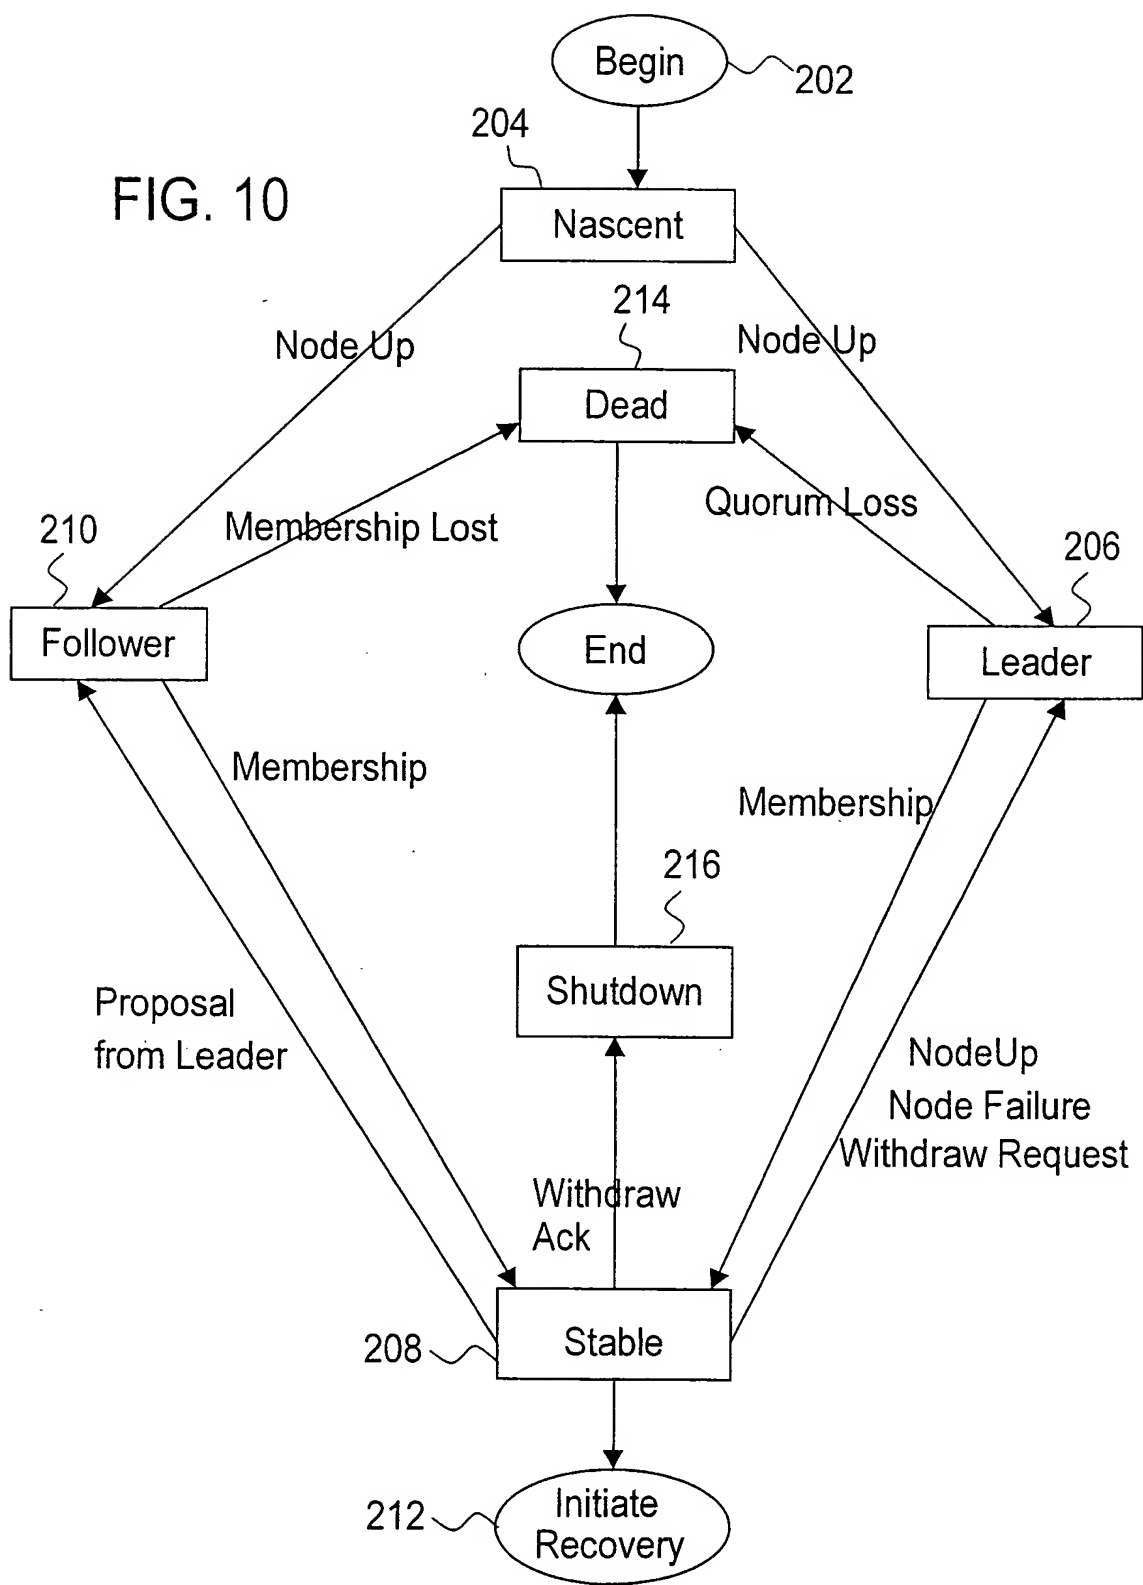 Begin
202
204
FIG. 10
Nascent
214
Node Up
Node Up
Dead
Quorum Loss
Membership Lost
210
206
Follower
End
Leader
Membership
Membership
216
Shutdown
Proposal
from Leader
NodeUp
Node Failure
Withdraw Request
Withdraw
Ack
Stable
208
Initiate
Recovery
212